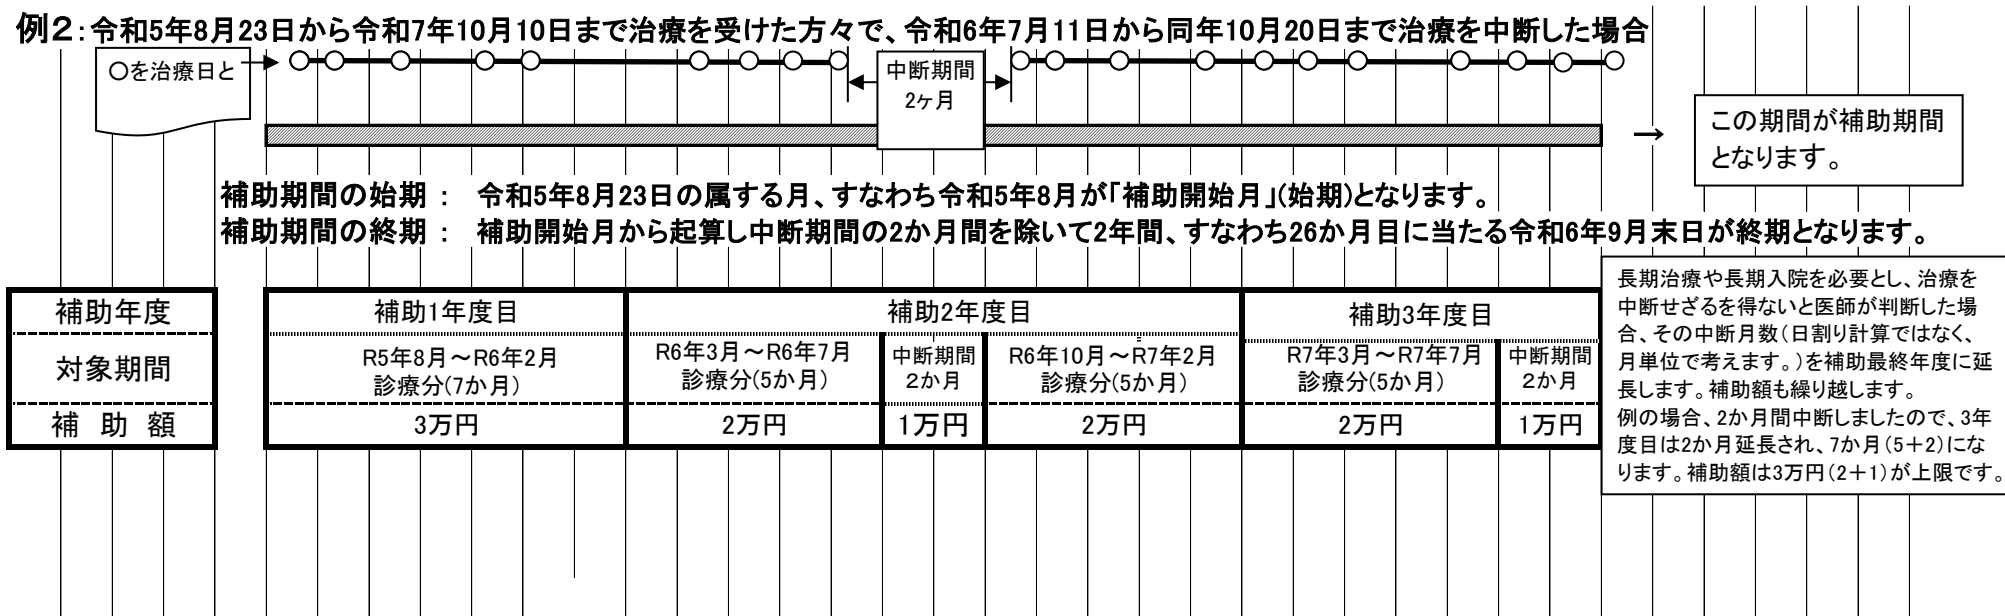 例2：令和5年8月23日から令和7年10月10日まで治療を受けた方々で、令和6年7月11日から同年10月20日まで治療を中断した場合
○を治療日と
中断期間
2ヶ月
→
この期間が補助期間
となります。
補助期間の始期 ： 令和5年8月23日の属する月、すなわち令和5年8月が「補助開始月」(始期)となります。
補助期間の終期 ： 補助開始月から起算し中断期間の2か月間を除いて2年間、すなわち26か月目に当たる令和6年9月末日が終期となります。
補助年度 補助1年度目 補助2年度目 補助3年度目
対象期間
R5年8月～R6年2月
診療分(7か月)
R6年3月～R6年7月
診療分(5か月)
中断期間
2か月
R6年10月～R7年2月
診療分(5か月)
R7年3月～R7年7月
診療分(5か月)
中断期間
2か月
補 助 額 3万円 2万円 1万円 2万円 2万円 1万円
長期治療や長期入院を必要とし、治療を
中断せざるを得ないと医師が判断した場
合、その中断月数(日割り計算ではなく、
月単位で考えます。)を補助最終年度に延
長します。補助額も繰り越します。
例の場合、2か月間中断しましたので、3年
度目は2か月延長され、7か月(5＋2)にな
ります。補助額は3万円(2＋1)が上限です。